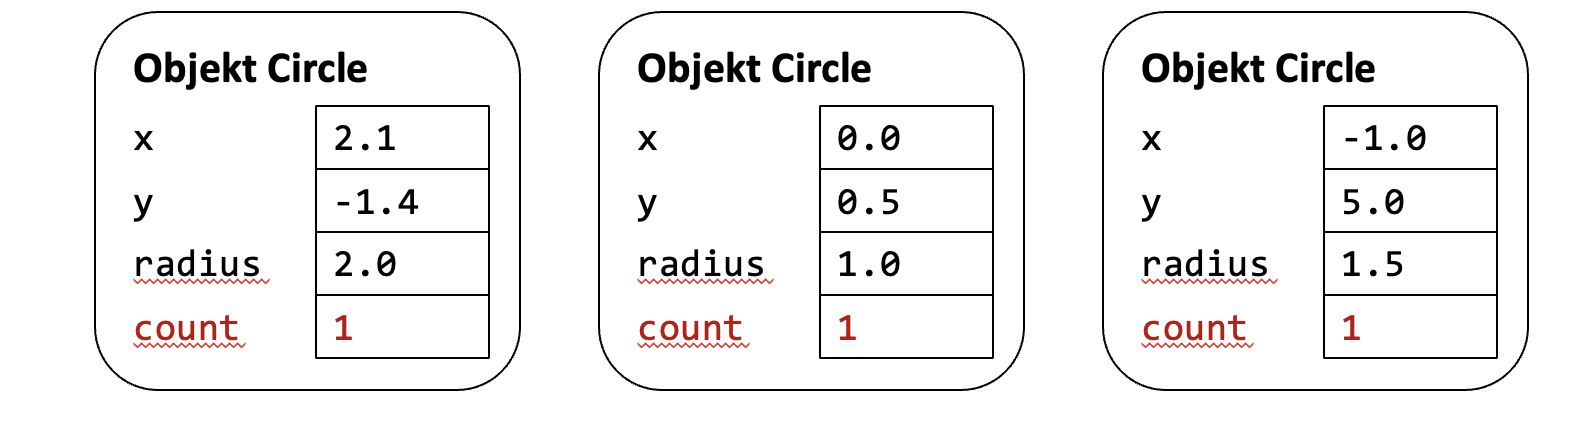 Objekt Circle
x 2.1
y -1.4
radius 2.0
count 1
Objekt Circle
x 0.0
y 0.5
radius 1.0
count 1
Objekt Circle
x -1.0
y 5.0
radius 1.5
count 1